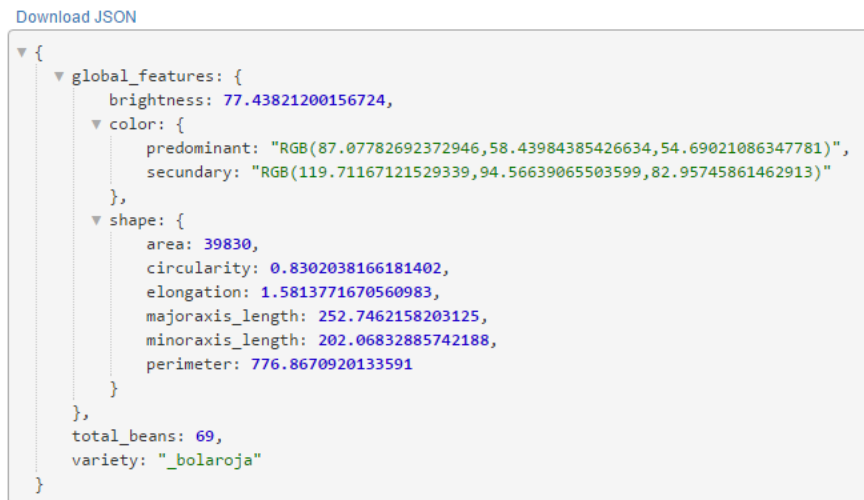 Download JSON
▼ {
▼ global_features: {
brightness: 77.43821200156724,
▼ color: {
predominant: "RGB(87.07782692372946,58.43984385426634,54.69021086347781)",
secundary: "RGB(119.71167121529339,94.56639065503599,82.95745861462913)"
},
▼ shape: {
area: 39830,
circularity: 0.8302038166181402,
elongation: 1.5813771670560983,
majoraxis_length: 252.7462158203125,
minoraxis_length: 202.06832885742188,
perimeter: 776.8670920133591
}
},
total_beans: 69,
variety: "_bolaroja"
}